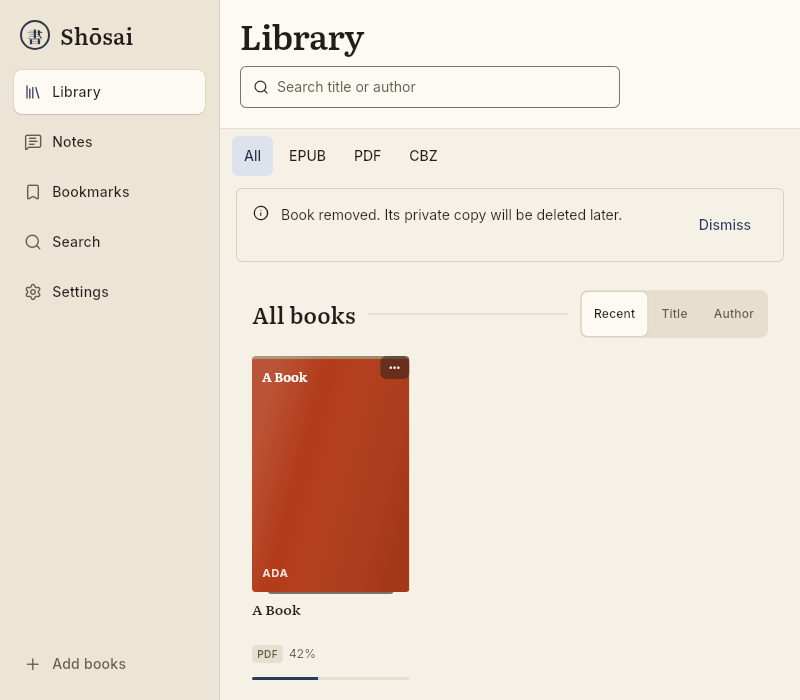 書 Shōsai
Library
Notes
Bookmarks
Search
Settings
Add books
Library
Search title or author
All EPUB PDF CBZ
Book removed. Its private copy will be deleted later.
Dismiss
All books
Recent Title Author
A Book
ADA
A Book
PDF 42%